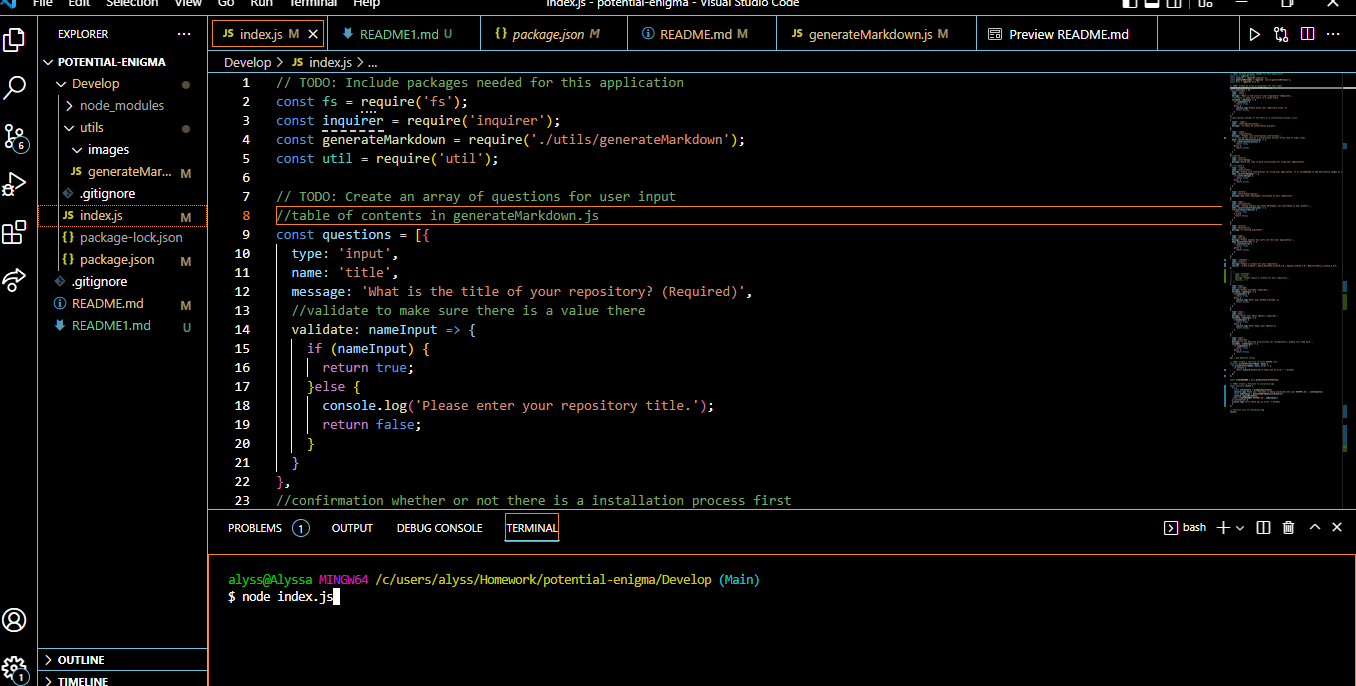 File Edit Selection View Go Run Terminal Help index.js - potential-enigma - Visual Studio Code
EXPLORER
POTENTIAL-ENIGMA
Develop
node_modules
utils
images
JS generateMar... M
.gitignore
JS index.js M
{} package-lock.json
{} package.json M
.gitignore
README.md M
README1.md U
OUTLINE
TIMELINE
6
1
JS index.js M
README1.md U
{} package.json M
README.md M
JS generateMarkdown.js M
Preview README.md
Develop > JS index.js > ...
1 // TODO: Include packages needed for this application
2 const fs = require('fs');
3 const inquirer = require('inquirer');
4 const generateMarkdown = require('./utils/generateMarkdown');
5 const util = require('util');
6
7 // TODO: Create an array of questions for user input
8 //table of contents in generateMarkdown.js
9 const questions = [{
10 type: 'input',
11 name: 'title',
12 message: 'What is the title of your repository? (Required)',
13 //validate to make sure there is a value there
14 validate: nameInput => {
15 if (nameInput) {
16 return true;
17 }else {
18 console.log('Please enter your repository title.');
19 return false;
20 }
21 }
22 },
23 //confirmation whether or not there is a installation process first
PROBLEMS 1 OUTPUT DEBUG CONSOLE TERMINAL
bash
alyss@Alyssa MINGW64 /c/users/alyss/Homework/potential-enigma/Develop (Main)
$ node index.js